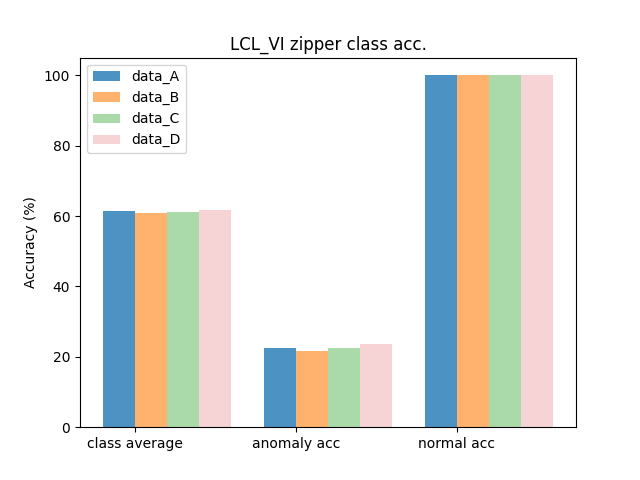 LCL_VI zipper class acc.
Accuracy (%)
100
80
60
40
20
0
data_A
data_B
data_C
data_D
class average
anomaly acc
normal acc